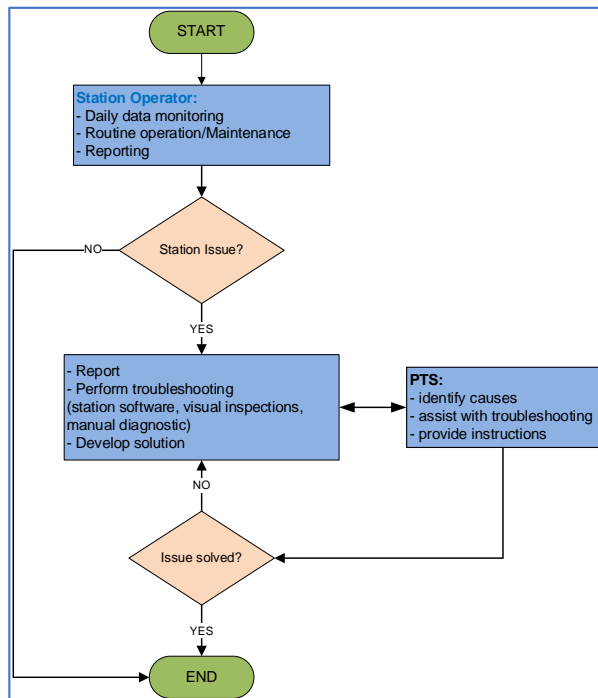 START
Station Operator:
- Daily data monitoring
- Routine operation/Maintenance
- Reporting
Station Issue?
NO
YES
- Report
- Perform troubleshooting
(station software, visual inspections,
manual diagnostic)
- Develop solution
PTS:
- identify causes
- assist with troubleshooting
- provide instructions
NO
Issue solved?
YES
END